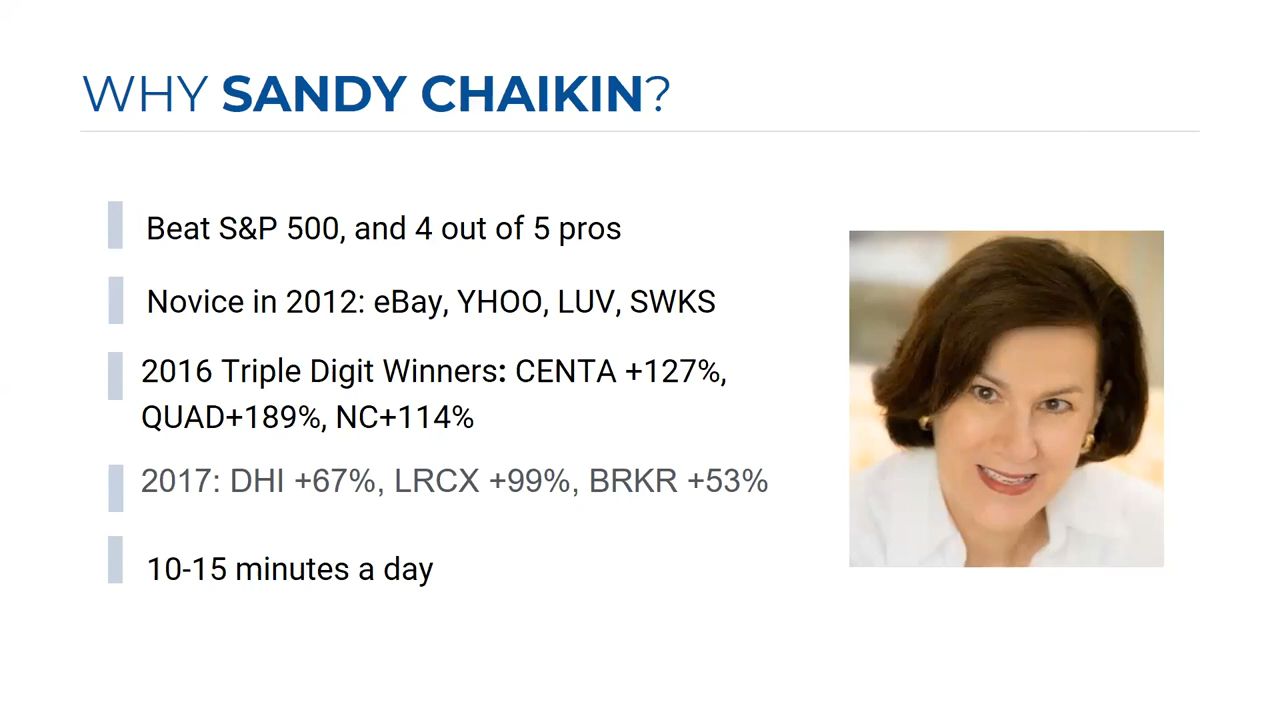 WHY SANDY CHAIKIN?
Beat S&P 500, and 4 out of 5 pros
Novice in 2012: eBay, YHOO, LUV, SWKS
2016 Triple Digit Winners: CENTA +127%,
QUAD+189%, NC+114%
2017: DHI +67%, LRCX +99%, BRKR +53%
10-15 minutes a day